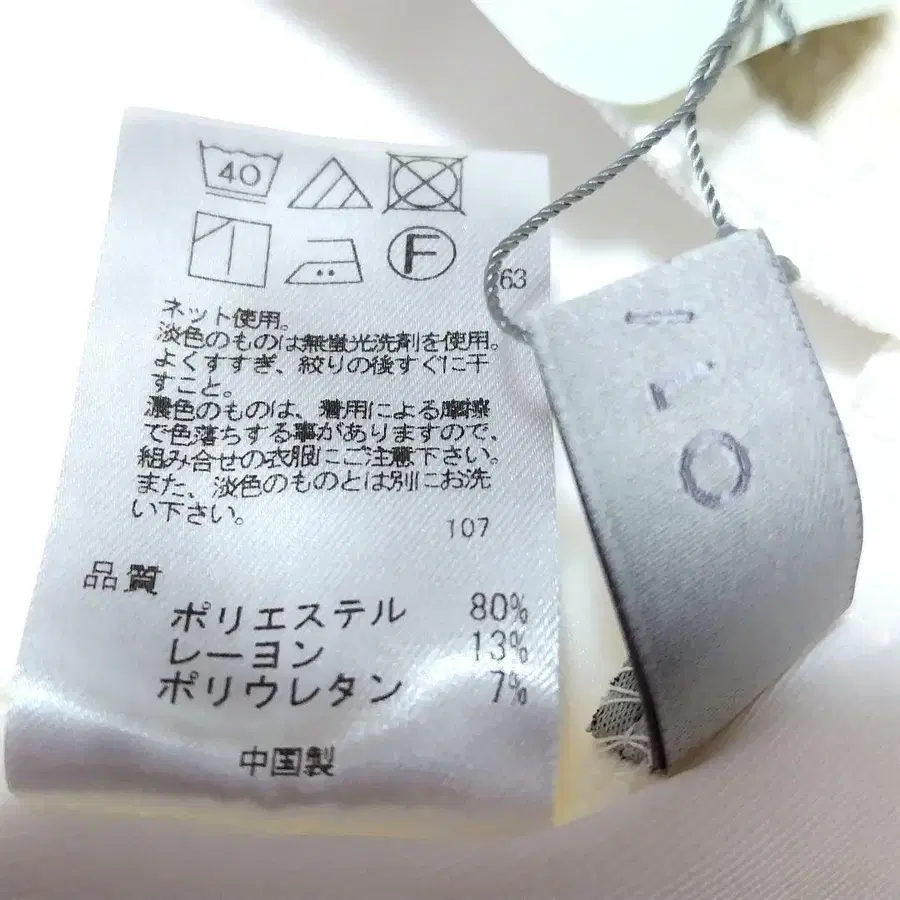 40
F
63
ネット使用。
淡色のものは無蛍光洗剤を使用。
よくすすぎ、絞りの後すぐに干
すこと。
濃色のものは、着用による摩擦
で色落ちする事がありますので、
組み合せの衣服にご注意下さい。
また、淡色のものとは別にお洗
い下さい。
107
品質
ポリエステル 80%
レーヨン 13%
ポリウレタン 7%
中国製